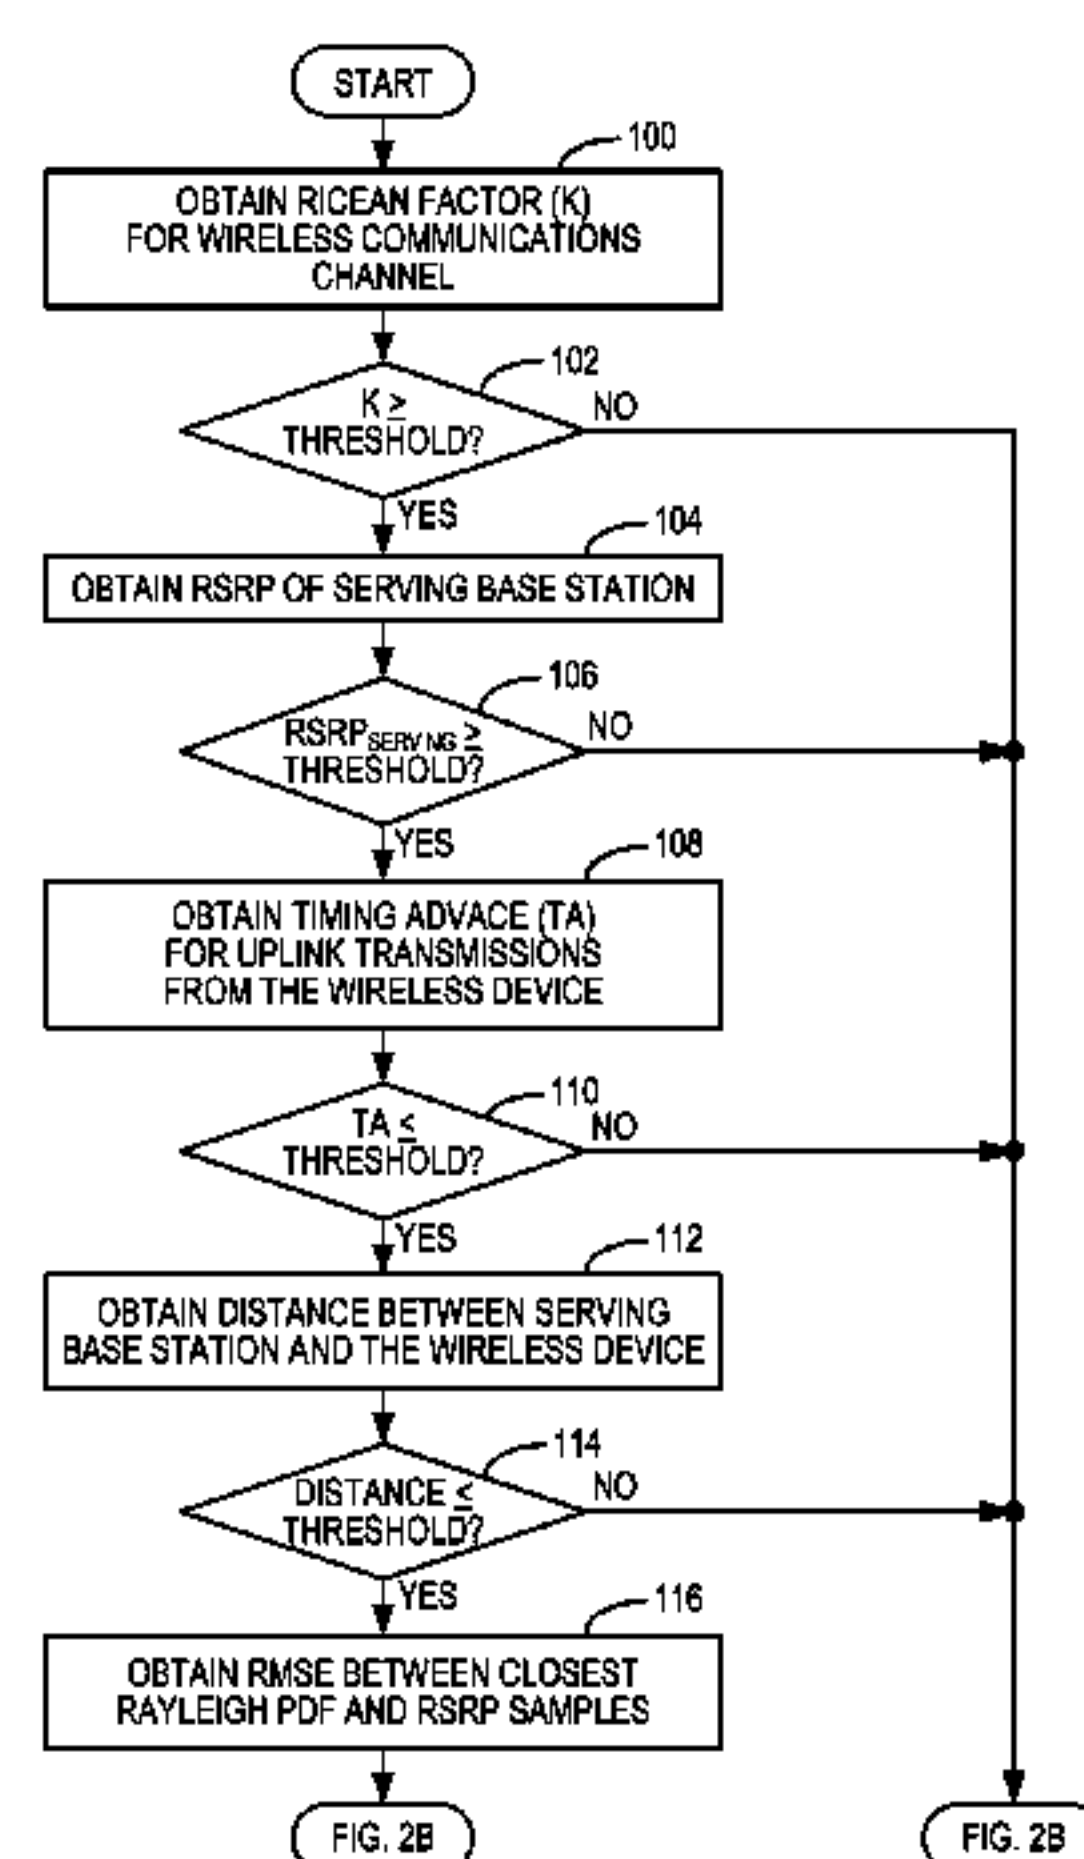 START
100
OBTAIN RICEAN FACTOR (K)
FOR WIRELESS COMMUNICATIONS
CHANNEL
102
K ≥
THRESHOLD?
NO
YES
104
OBTAIN RSRP OF SERVING BASE STATION
106
RSRPSERVING ≥
THRESHOLD?
NO
YES
108
OBTAIN TIMING ADVACE (TA)
FOR UPLINK TRANSMISSIONS
FROM THE WIRELESS DEVICE
110
TA ≤
THRESHOLD?
NO
YES
112
OBTAIN DISTANCE BETWEEN SERVING
BASE STATION AND THE WIRELESS DEVICE
114
DISTANCE ≤
THRESHOLD?
NO
YES
116
OBTAIN RMSE BETWEEN CLOSEST
RAYLEIGH PDF AND RSRP SAMPLES
FIG. 2B
FIG. 2B